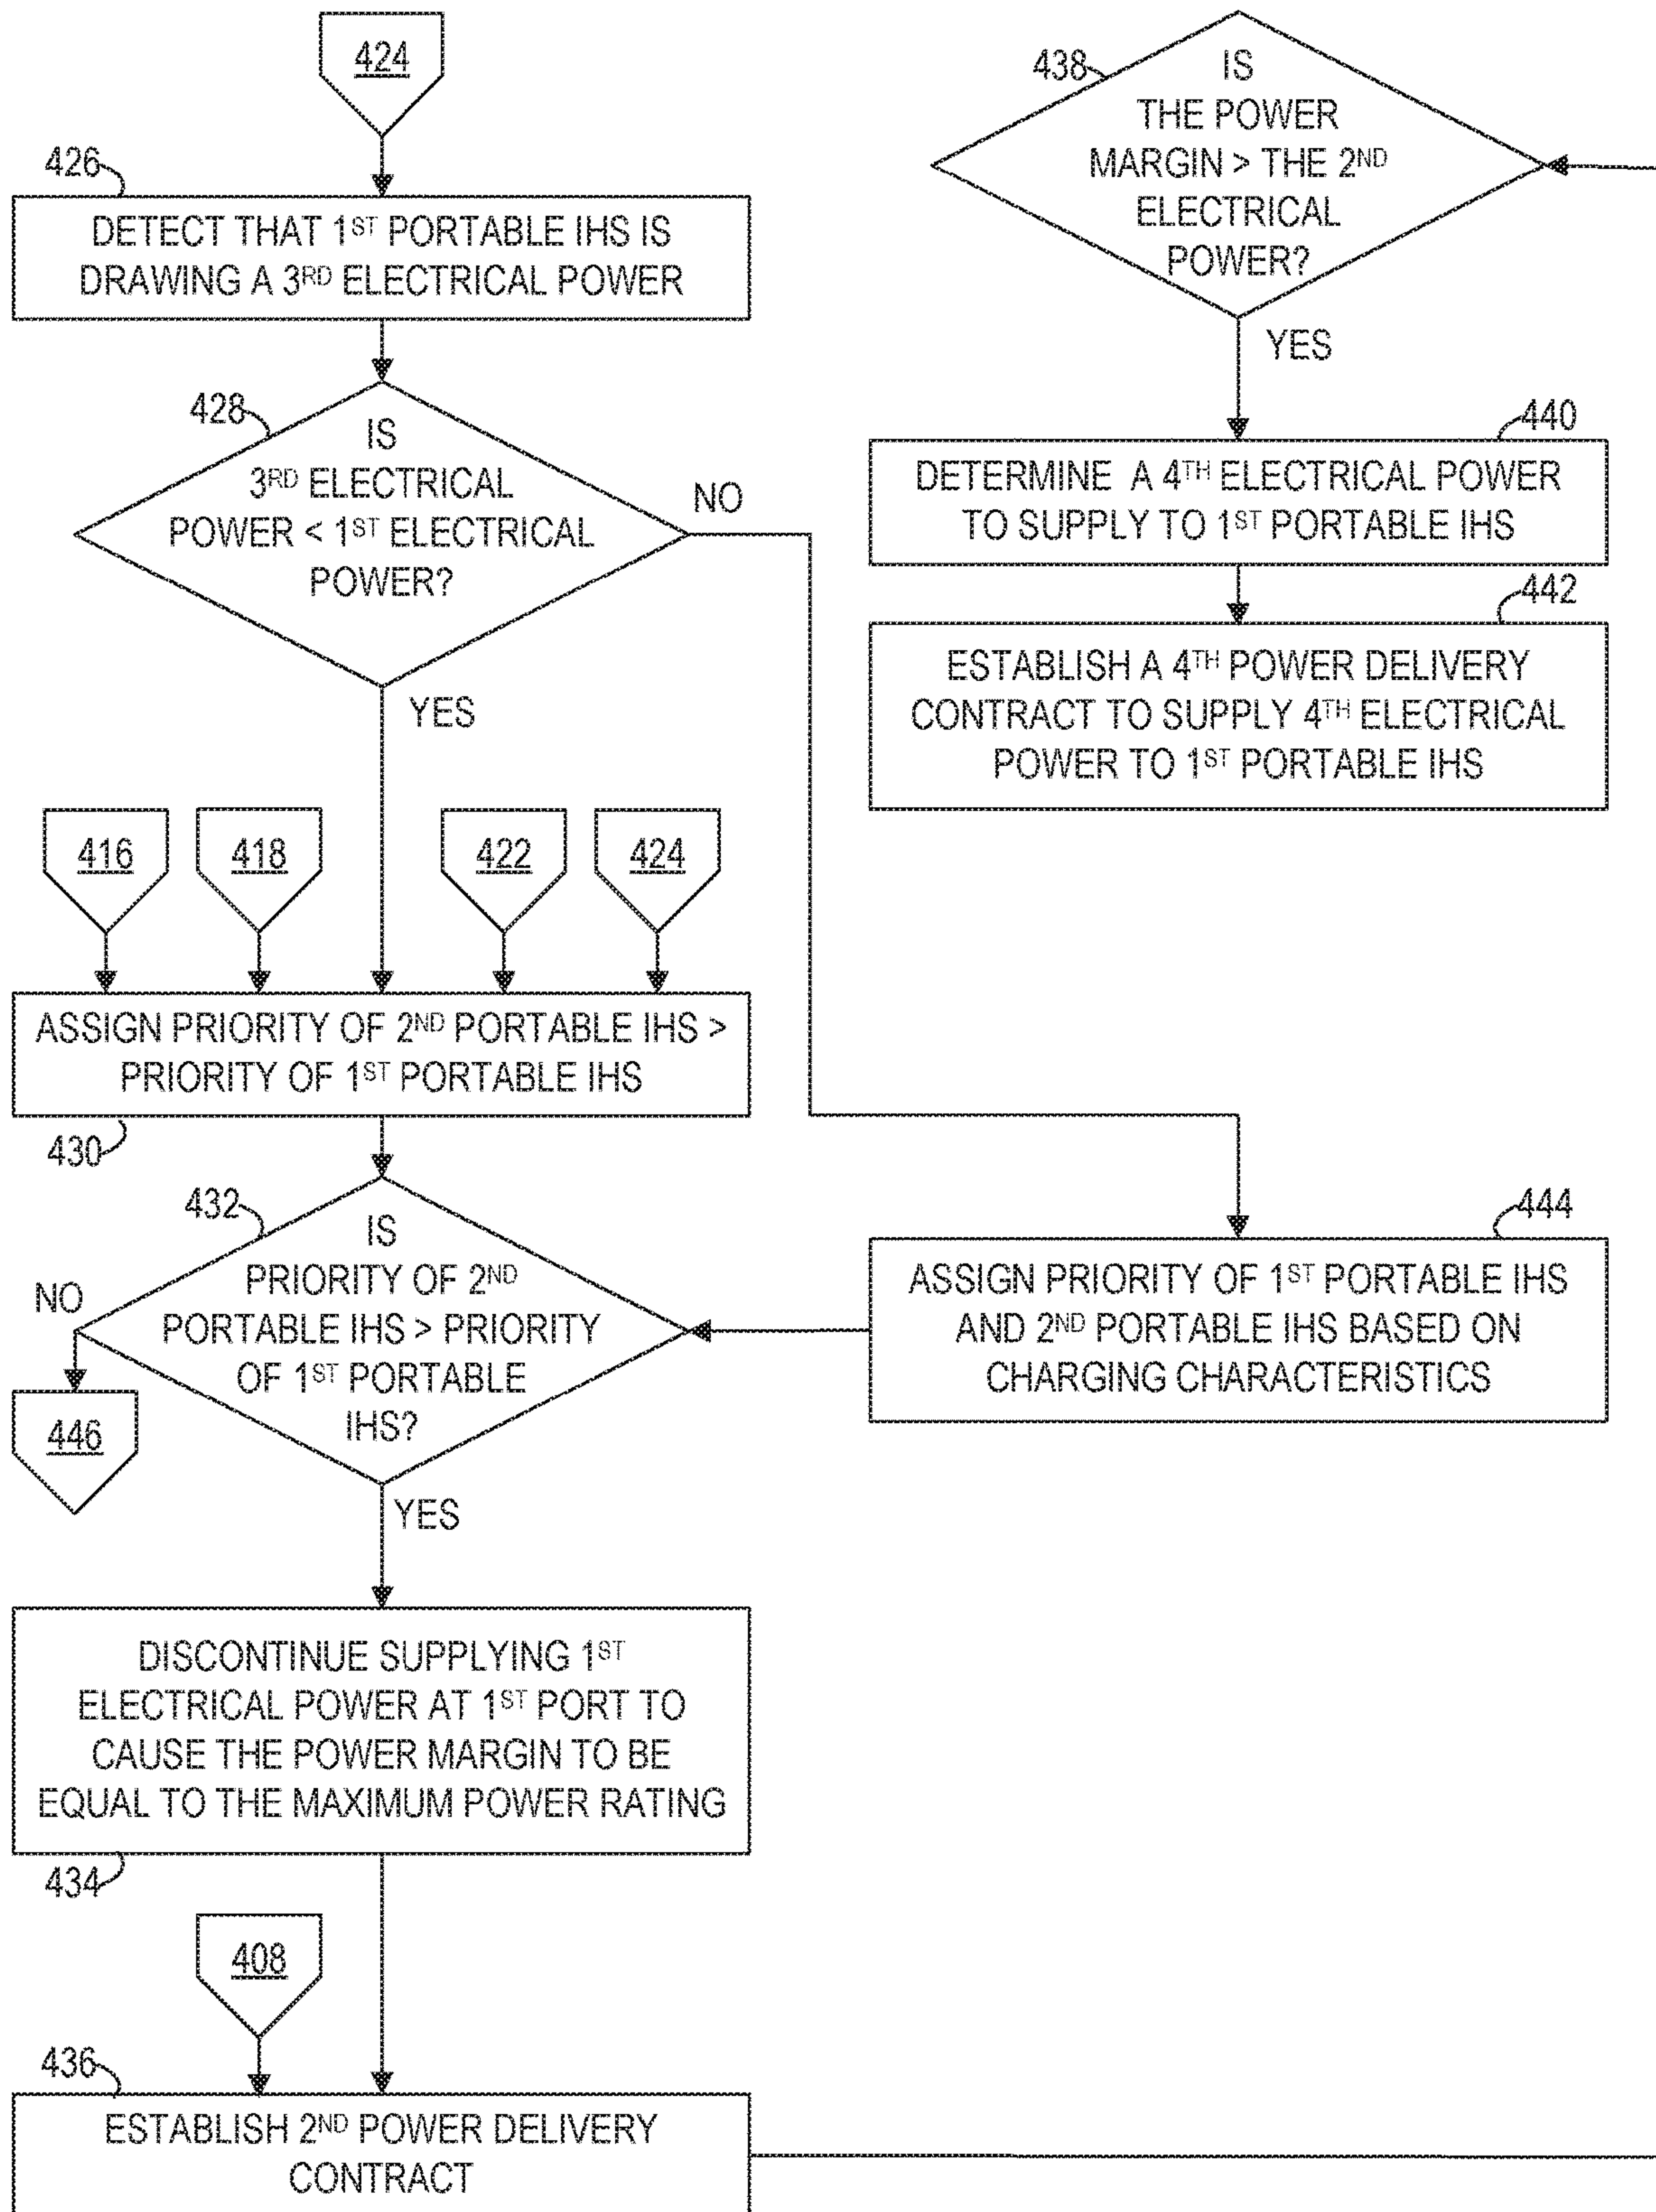 424
426
DETECT THAT 1ST PORTABLE IHS IS
DRAWING A 3RD ELECTRICAL POWER
428
IS
3RD ELECTRICAL
POWER < 1ST ELECTRICAL
POWER?
NO
YES
416
418
422
424
ASSIGN PRIORITY OF 2ND PORTABLE IHS >
PRIORITY OF 1ST PORTABLE IHS
430
432
IS
PRIORITY OF 2ND
PORTABLE IHS > PRIORITY
OF 1ST PORTABLE
IHS?
NO
446
YES
DISCONTINUE SUPPLYING 1ST
ELECTRICAL POWER AT 1ST PORT TO
CAUSE THE POWER MARGIN TO BE
EQUAL TO THE MAXIMUM POWER RATING
434
408
436
ESTABLISH 2ND POWER DELIVERY
CONTRACT
438
IS
THE POWER
MARGIN > THE 2ND
ELECTRICAL
POWER?
YES
440
DETERMINE A 4TH ELECTRICAL POWER
TO SUPPLY TO 1ST PORTABLE IHS
442
ESTABLISH A 4TH POWER DELIVERY
CONTRACT TO SUPPLY 4TH ELECTRICAL
POWER TO 1ST PORTABLE IHS
444
ASSIGN PRIORITY OF 1ST PORTABLE IHS
AND 2ND PORTABLE IHS BASED ON
CHARGING CHARACTERISTICS